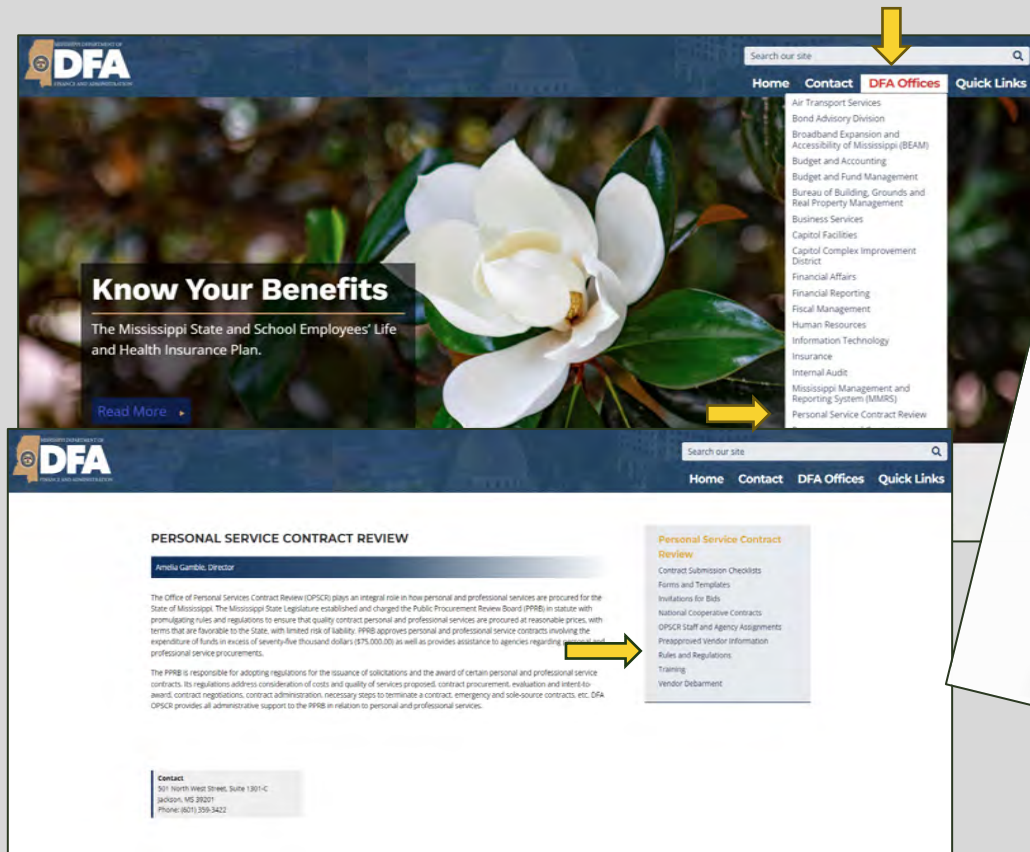 MISSISSIPPI DEPARTMENT OF
DFA
FINANCE AND ADMINISTRATION
Search our site
Home Contact DFA Offices Quick Links
Air Transport Services
Bond Advisory Division
Broadband Expansion and
Accessibility of Mississippi (BEAM)
Budget and Accounting
Budget and Fund Management
Bureau of Building, Grounds and
Real Property Management
Business Services
Capitol Facilities
Capitol Complex Improvement
District
Financial Affairs
Financial Reporting
Fiscal Management
Human Resources
Information Technology
Insurance
Internal Audit
Mississippi Management and
Reporting System (MMRS)
Personal Service Contract Review
Know Your Benefits
The Mississippi State and School Employees' Life
and Health Insurance Plan.
Read More
MISSISSIPPI DEPARTMENT OF
DFA
FINANCE AND ADMINISTRATION
Search our site
Home Contact DFA Offices Quick Links
PERSONAL SERVICE CONTRACT REVIEW
Amelia Gamble, Director
The Office of Personal Services Contract Review (OPSCR) plays an integral role in how personal and professional services are procured for the
State of Mississippi. The Mississippi State Legislature established and charged the Public Procurement Review Board (PPRB) in statute with
promulgating rules and regulations to ensure that quality contract personal and professional services are procured at reasonable prices, with
terms that are favorable to the State, with limited risk of liability. PPRB approves personal and professional service contracts involving the
expenditure of funds in excess of seventy-five thousand dollars ($75,000.00) as well as provides assistance to agencies regarding personal and
professional service procurements.
The PPRB is responsible for adopting regulations for the issuance of solicitations and the award of certain personal and professional service
contracts. Its regulations address consideration of costs and quality of services proposed, contract procurement, evaluation and intent-to-
award, contract negotiations, contract administration, necessary steps to terminate a contract, emergency and sole-source contracts, etc. DFA
OPSCR provides all administrative support to the PPRB in relation to personal and professional services.
Contact
501 North West Street, Suite 1301-C
Jackson, MS 39201
Phone: (601) 359-3422
Personal Service Contract
Review
Contract Submission Checklists
Forms and Templates
Invitations for Bids
National Cooperative Contracts
OPSCR Staff and Agency Assignments
Preapproved Vendor Information
Rules and Regulations
Training
Vendor Debarment